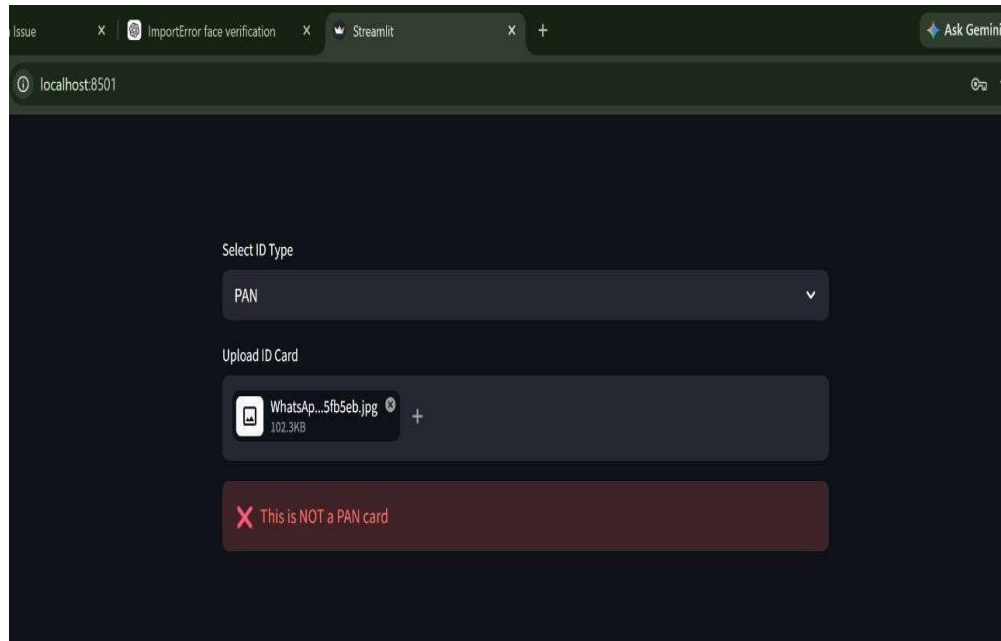 Issue
ImportError face verification
Streamlit
Ask Gemini
localhost:8501
Select ID Type
PAN
Upload ID Card
WhatsAp...5fb5eb.jpg
102.3KB
This is NOT a PAN card